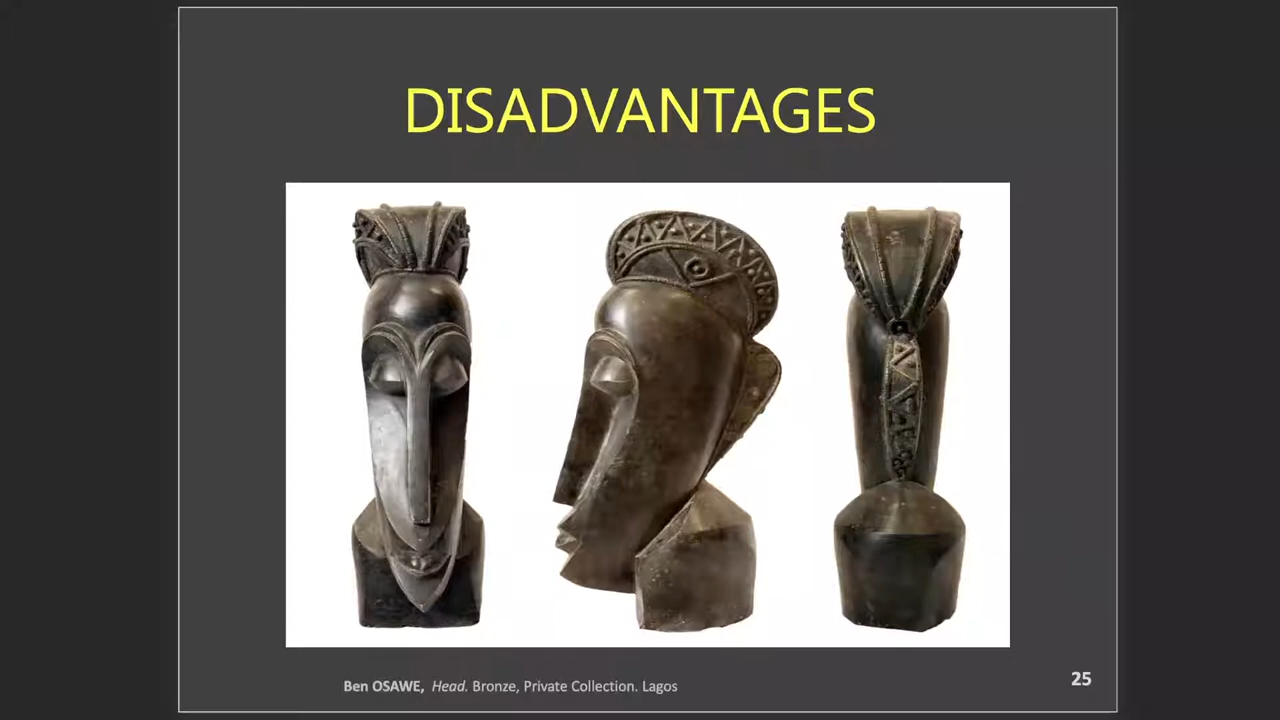 DISADVANTAGES
Ben OSAWE, Head. Bronze, Private Collection. Lagos
25